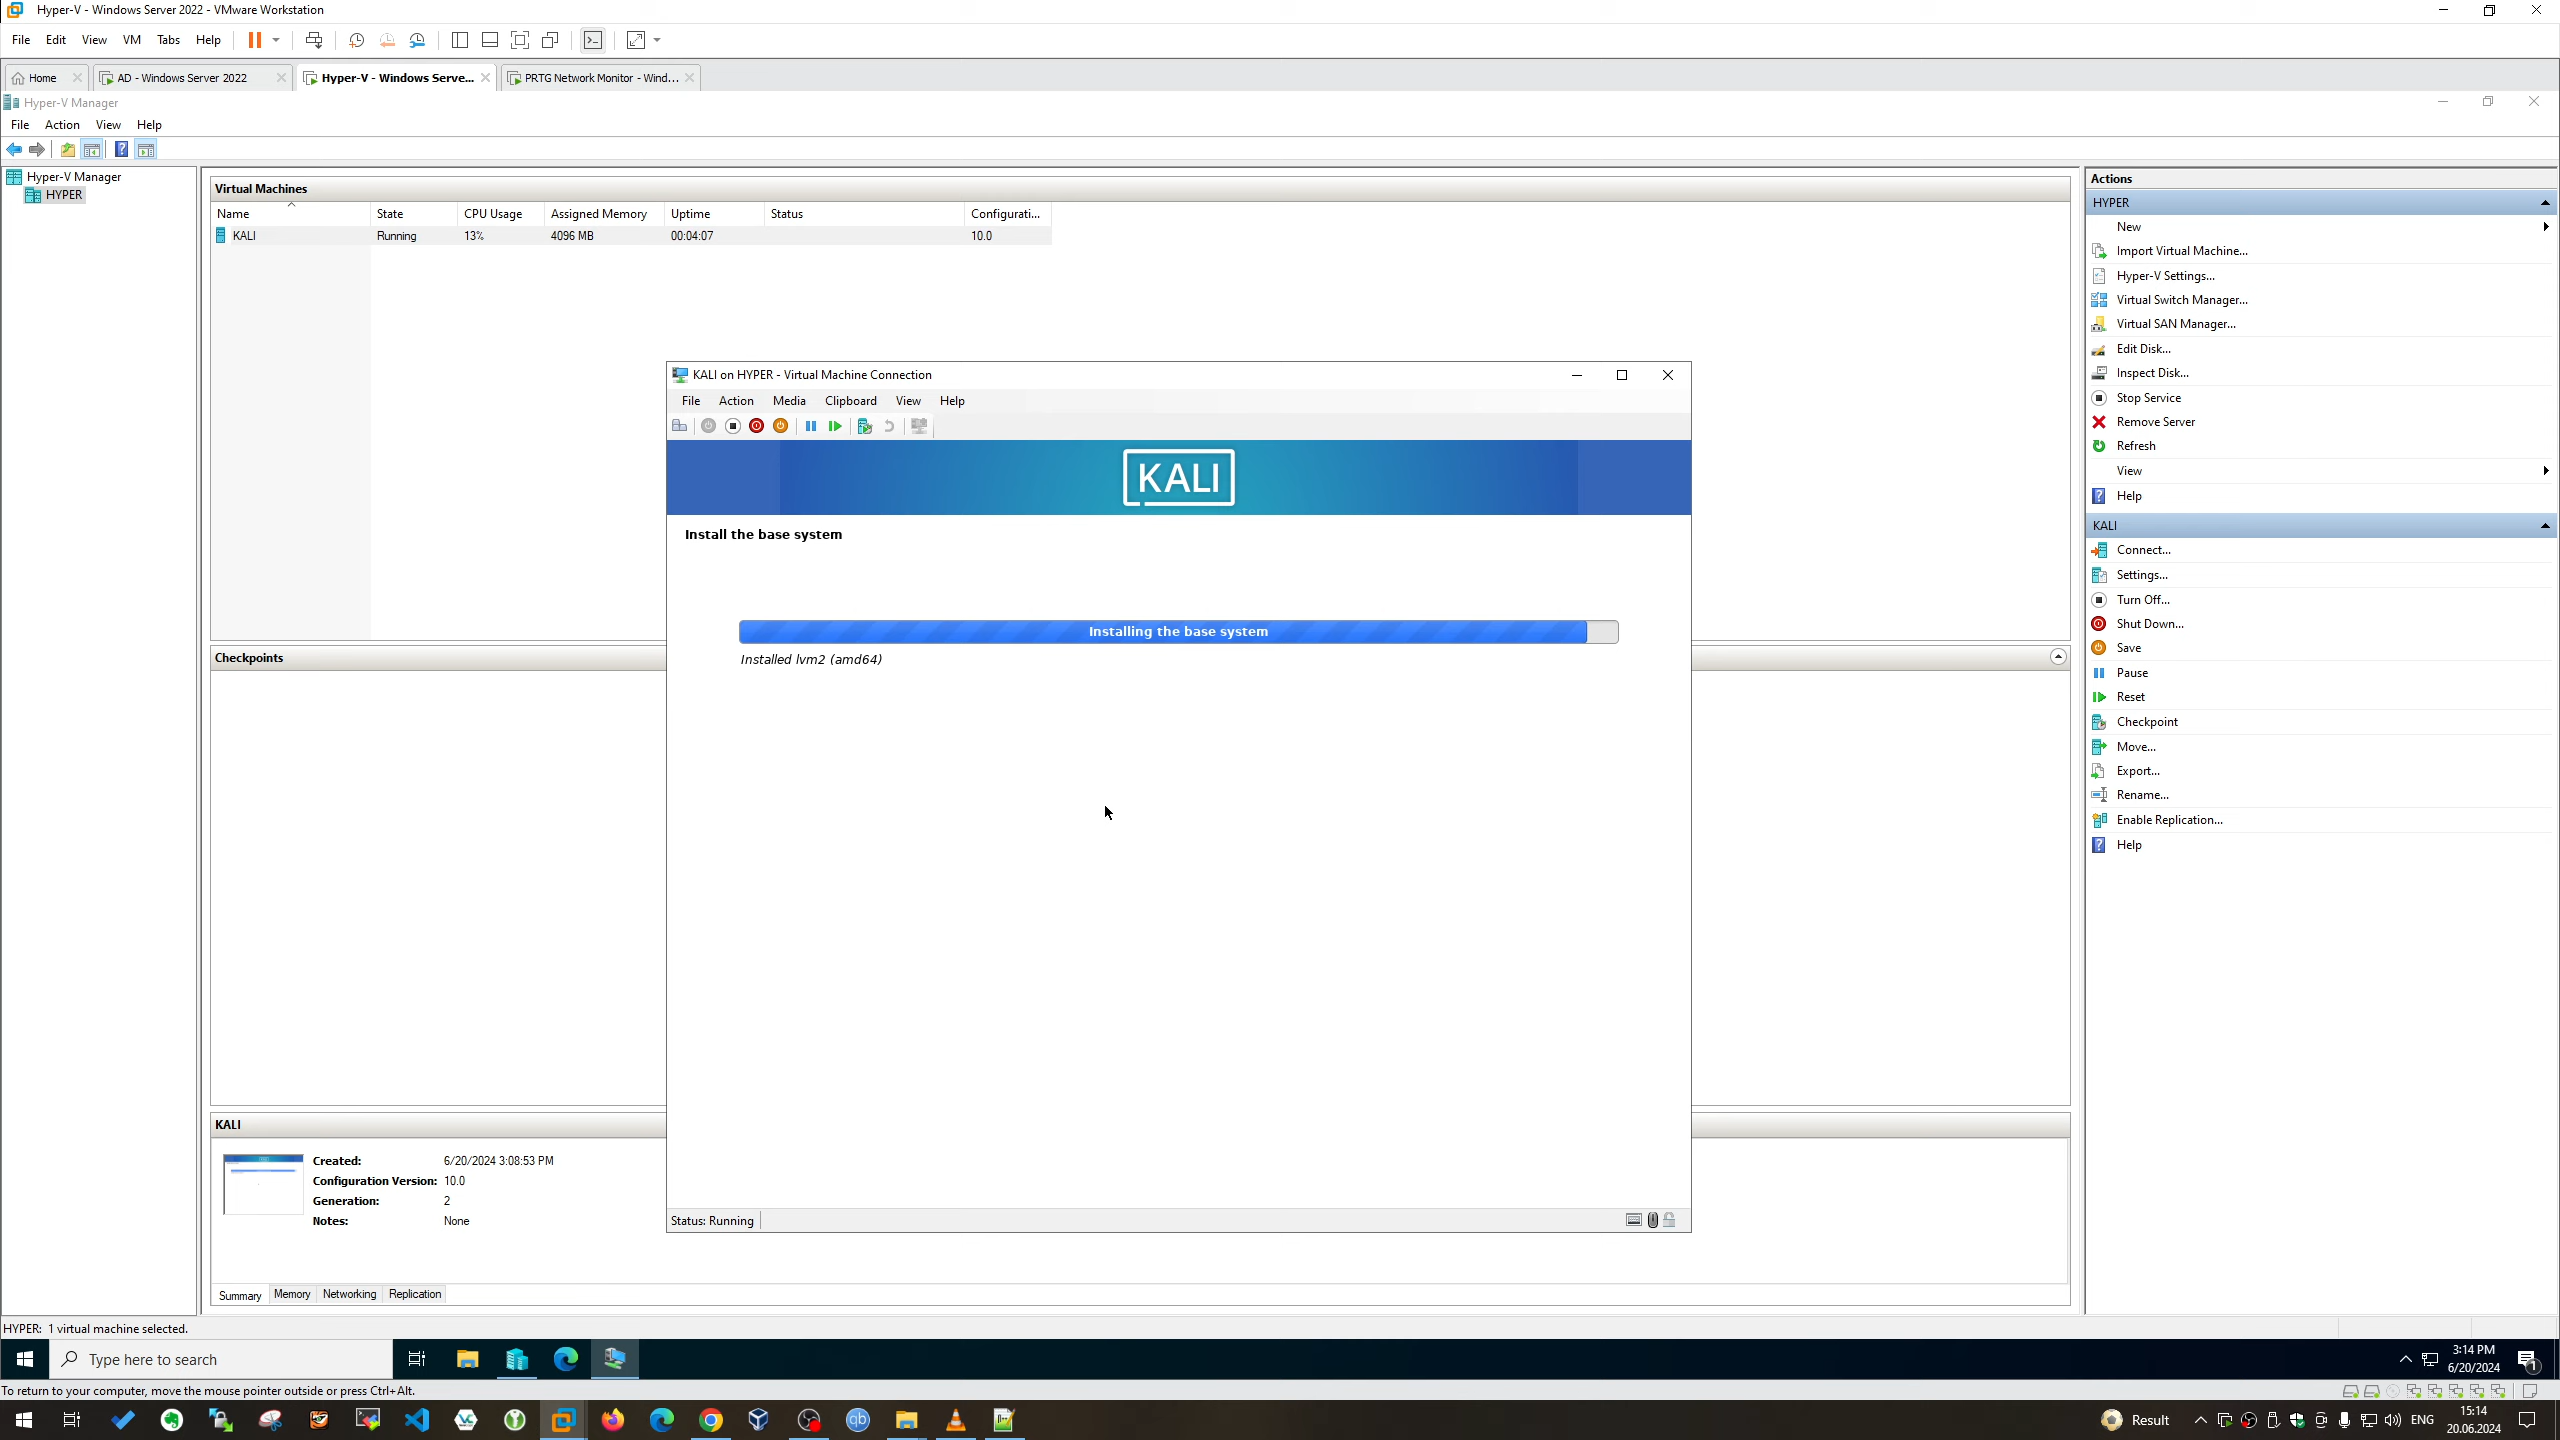 Hyper-V - Windows Server 2022 - VMware Workstation
File Edit View VM Tabs Help
Home AD - Windows Server 2022 Hyper-V - Windows Serve... PRTG Network Monitor - Wind...
Hyper-V Manager
File Action View Help
Hyper-V Manager
HYPER
Virtual Machines
Name State CPU Usage Assigned Memory Uptime Status Configurati...
KALI Running 13% 4096 MB 00:04:07 10.0
Checkpoints
KALI on HYPER - Virtual Machine Connection
File Action Media Clipboard View Help
KALI
Install the base system
Installing the base system
Installed lvm2 (amd64)
Status: Running
KALI
Created: 6/20/2024 3:08:53 PM
Configuration Version: 10.0
Generation: 2
Notes: None
Summary Memory Networking Replication
Actions
HYPER
New
Import Virtual Machine...
Hyper-V Settings...
Virtual Switch Manager...
Virtual SAN Manager...
Edit Disk...
Inspect Disk...
Stop Service
Remove Server
Refresh
View
Help
KALI
Connect...
Settings...
Turn Off...
Shut Down...
Save
Pause
Reset
Checkpoint
Move...
Export...
Rename...
Enable Replication...
Help
HYPER: 1 virtual machine selected.
Type here to search
3:14 PM
6/20/2024
1
To return to your computer, move the mouse pointer outside or press Ctrl+Alt.
qb
Result
ENG
15:14
20.06.2024